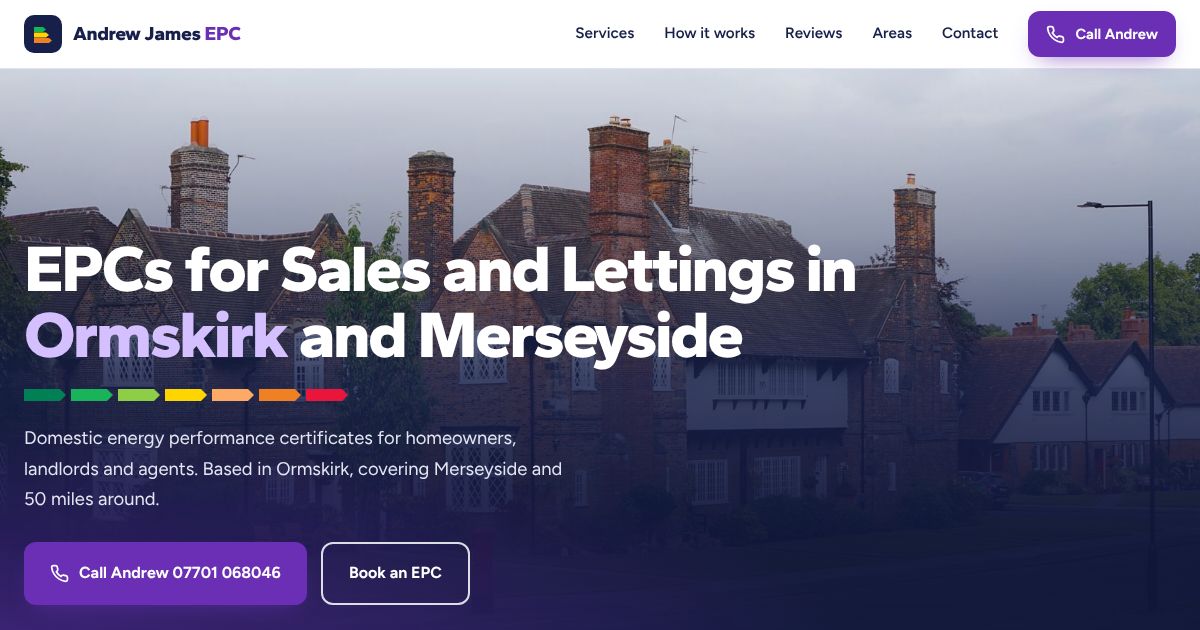 Andrew James EPC
Services
How it works
Reviews
Areas
Contact
Call Andrew
EPCs for Sales and Lettings in
Ormskirk and Merseyside
Domestic energy performance certificates for homeowners,
landlords and agents. Based in Ormskirk, covering Merseyside and
50 miles around.
Call Andrew 07701 068046
Book an EPC